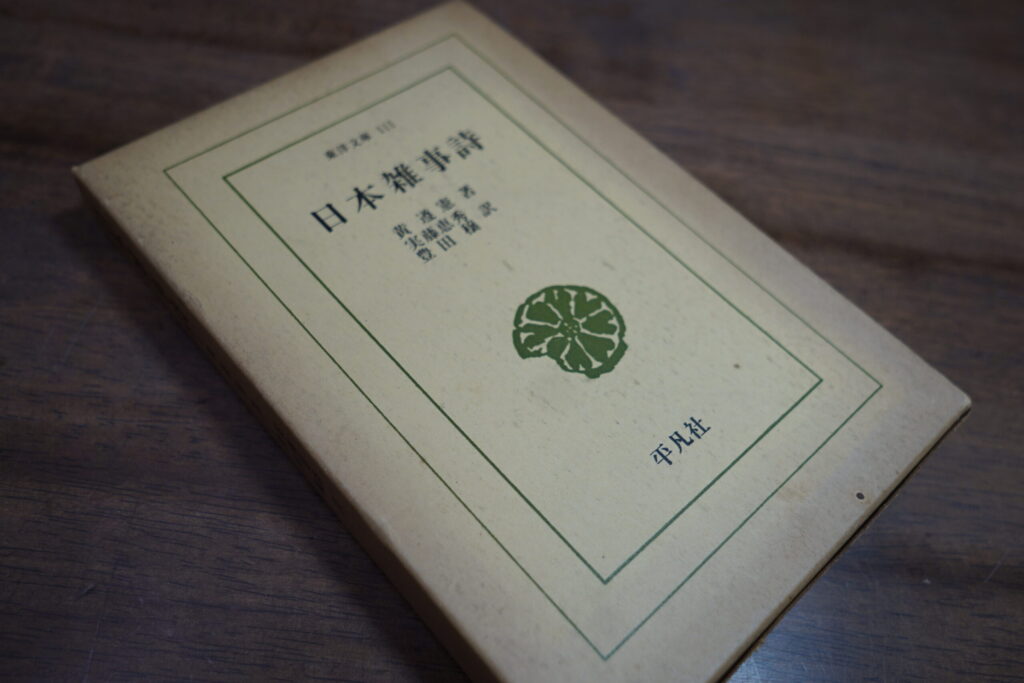 東洋文庫 111
日本雑事詩
黄遵憲 著
実藤恵秀
豊田穣 訳
平凡社